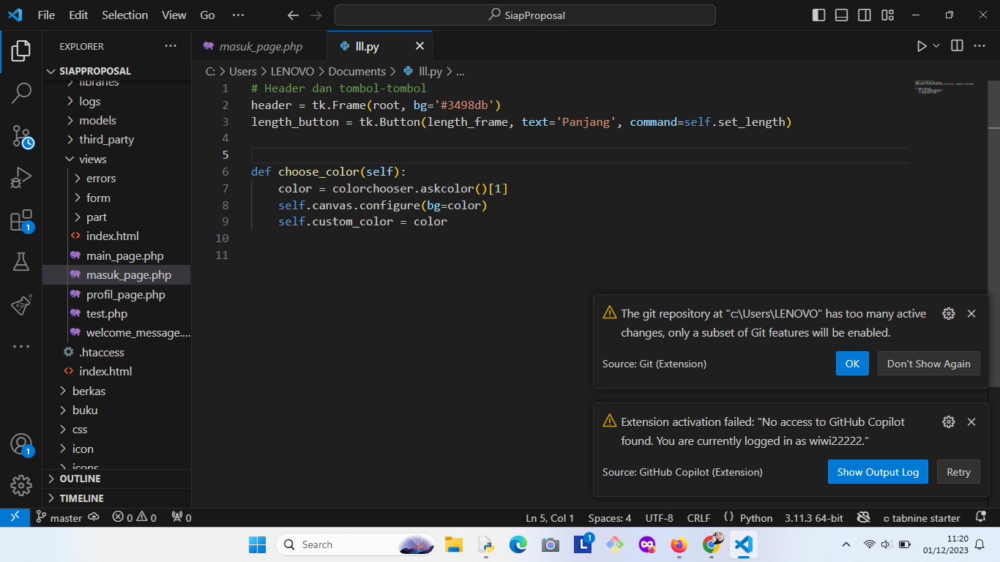 File Edit Selection View Go ··· SiapProposal
EXPLORER ···
masuk_page.php
lll.py
SIAPPROPOSAL
libraries
logs
models
third_party
views
errors
form
part
index.html
main_page.php
masuk_page.php
profil_page.php
test.php
welcome_message....
.htaccess
index.html
berkas
buku
css
icon
icons
OUTLINE
TIMELINE
C: > Users > LENOVO > Documents > lll.py > ...
1 # Header dan tombol-tombol
2 header = tk.Frame(root, bg='#3498db')
3 length_button = tk.Button(length_frame, text='Panjang', command=self.set_length)
4
5
6 def choose_color(self):
7 color = colorchooser.askcolor()[1]
8 self.canvas.configure(bg=color)
9 self.custom_color = color
10
11
The git repository at "c:\Users\LENOVO" has too many active
changes, only a subset of Git features will be enabled.
Source: Git (Extension) OK Don't Show Again
Extension activation failed: "No access to GitHub Copilot
found. You are currently logged in as wiwi22222."
Source: GitHub Copilot (Extension) Show Output Log Retry
1
1
master 0 0 0 Ln 5, Col 1 Spaces: 4 UTF-8 CRLF {} Python 3.11.3 64-bit tabnine starter
Search
L 1
11:20
01/12/2023